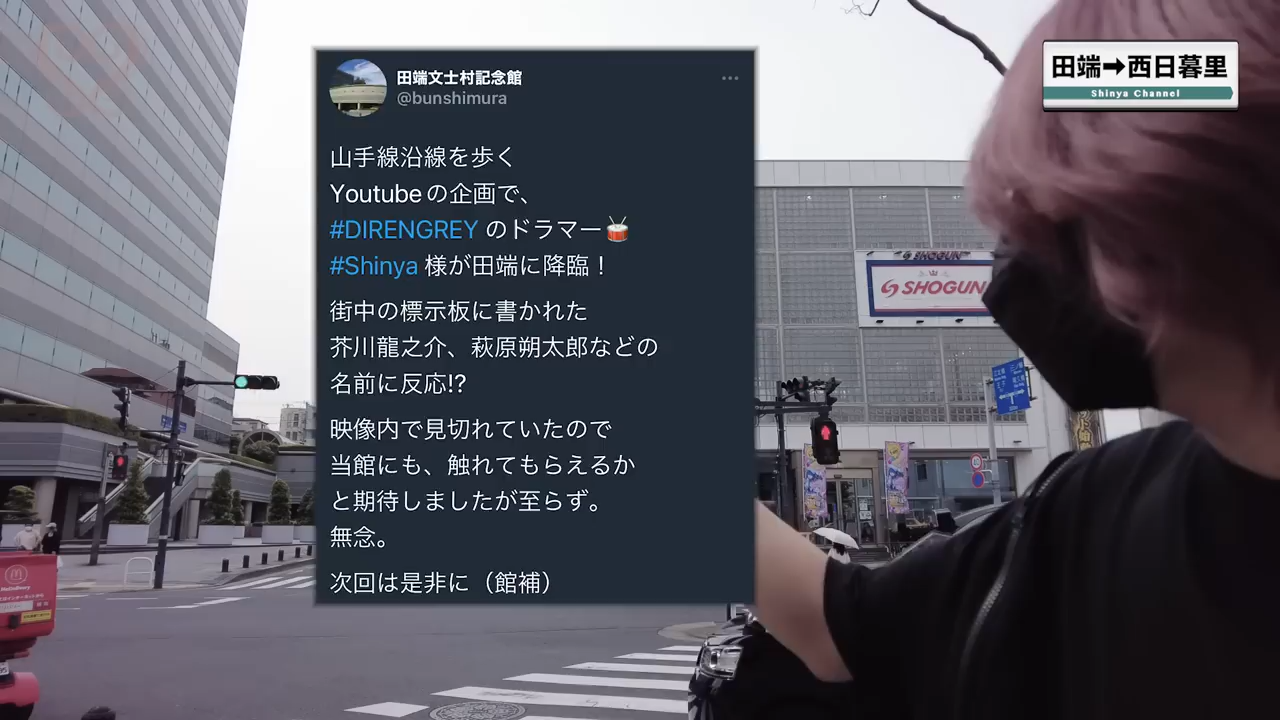 田端文士村記念館
@bunshimura
山手線沿線を歩く
Youtubeの企画で、
#DIRENGREY のドラマー🥁
#Shinya 様が田端に降臨！
街中の標示板に書かれた
芥川龍之介、萩原朔太郎などの
名前に反応⁉
映像内で見切れていたので
当館にも、触れてもらえるか
と期待しましたが至らず。
無念。
次回は是非に（館補）
田端➡西日暮里
Shinya Channel
SHOGUN
SHOGUN